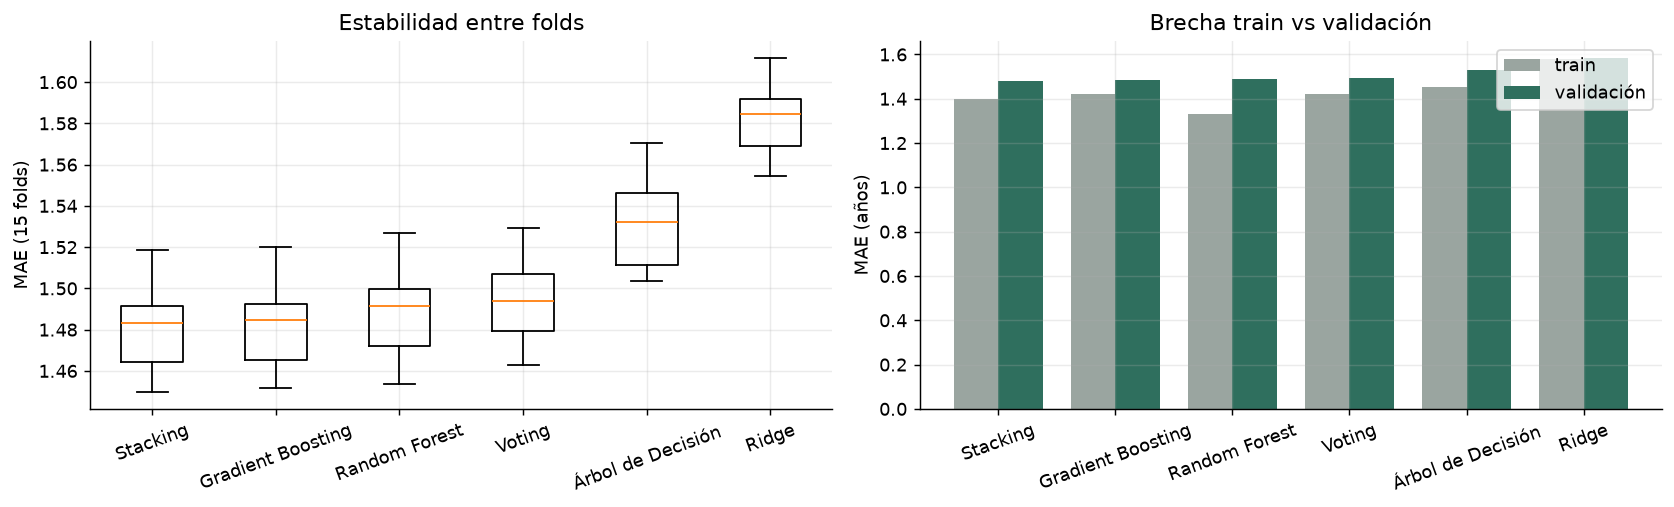 Estabilidad entre folds
MAE (15 folds)
1.60
1.58
1.56
1.54
1.52
1.50
1.48
1.46
Stacking
Gradient Boosting
Random Forest
Voting
Árbol de Decisión
Ridge
Brecha train vs validación
MAE (años)
1.6
1.4
1.2
1.0
0.8
0.6
0.4
0.2
0.0
train
validación
Stacking
Gradient Boosting
Random Forest
Voting
Árbol de Decisión
Ridge